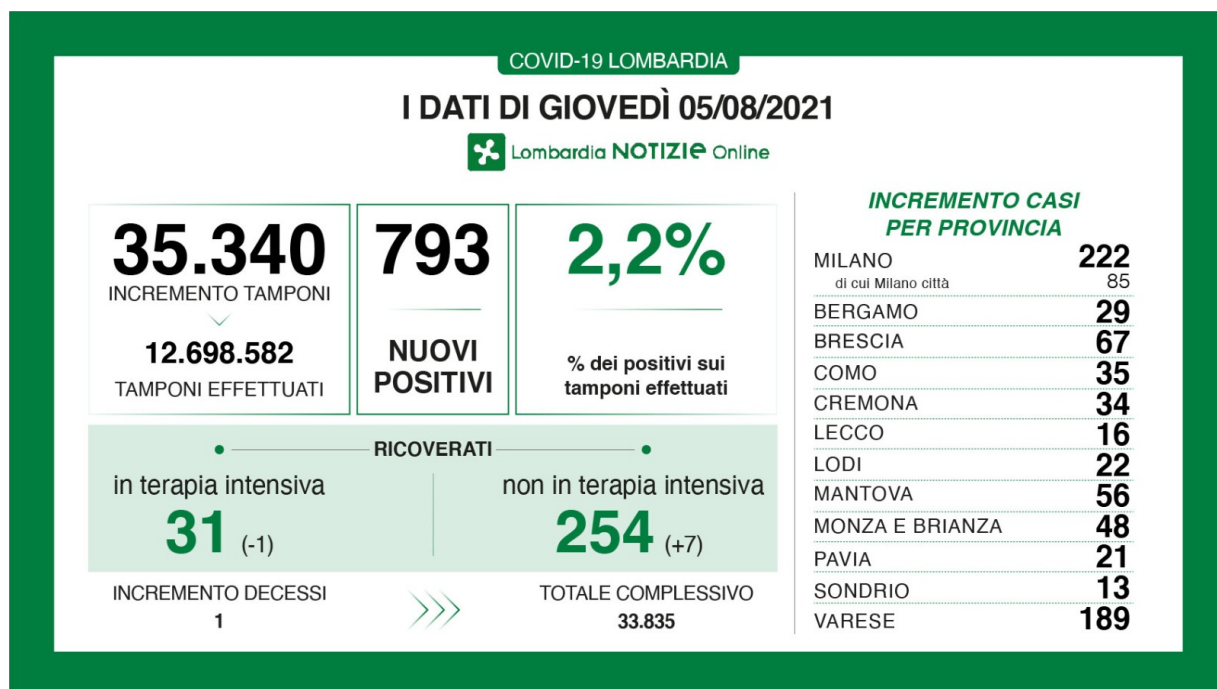 COVID-19 LOMBARDIA
I DATI DI GIOVEDÌ 05/08/2021
Lombardia NOTIZIE Online
35.340
INCREMENTO TAMPONI
12.698.582
TAMPONI EFFETTUATI
793
NUOVI
POSITIVI
2,2%
% dei positivi sui
tamponi effettuati
RICOVERATI
in terapia intensiva
31 (-1)
non in terapia intensiva
254 (+7)
INCREMENTO DECESSI
1
TOTALE COMPLESSIVO
33.835
INCREMENTO CASI
PER PROVINCIA
MILANO 222
di cui Milano città 85
BERGAMO 29
BRESCIA 67
COMO 35
CREMONA 34
LECCO 16
LODI 22
MANTOVA 56
MONZA E BRIANZA 48
PAVIA 21
SONDRIO 13
VARESE 189